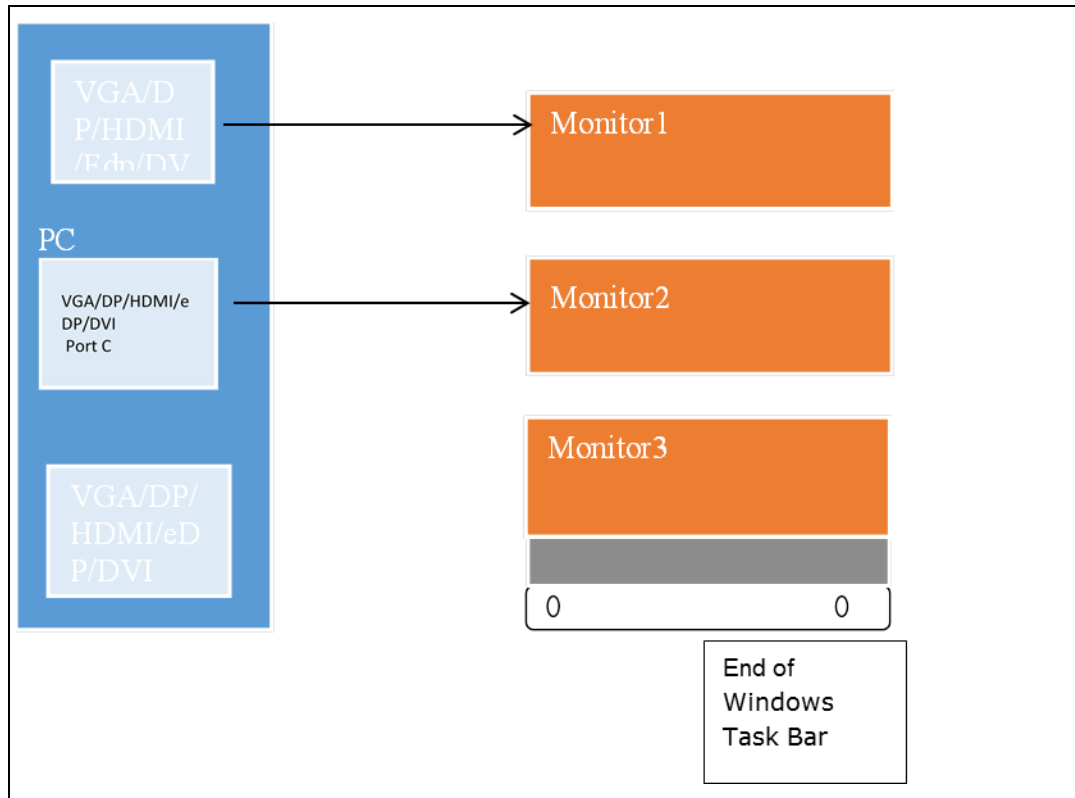 VGA/D
P/HDMI
/Edp/DV
Monitor1
PC
VGA/DP/HDMI/e
DP/DVI
Port C
Monitor2
Monitor3
VGA/DP/
HDMI/eD
P/DVI
0 0
End of
Windows
Task Bar